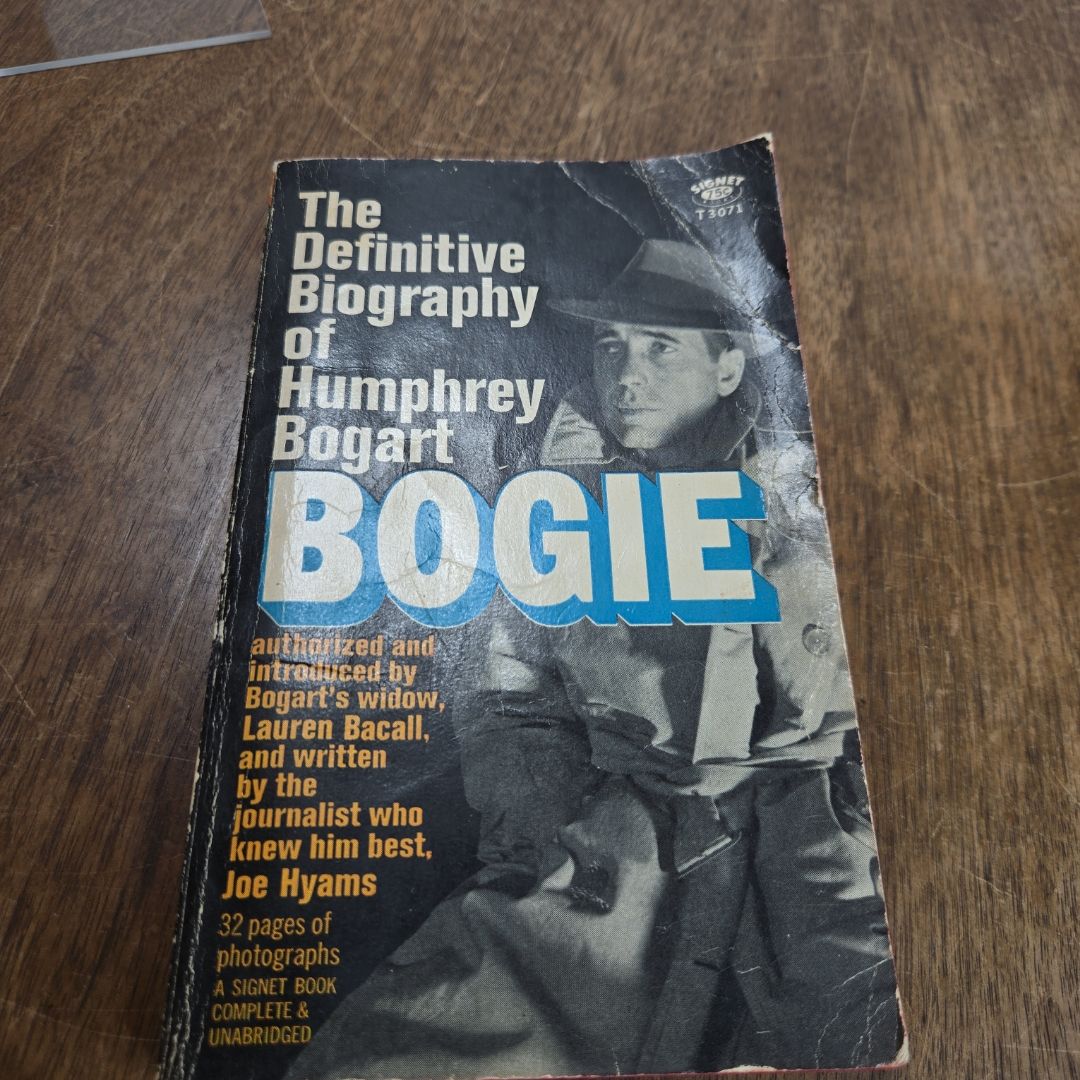 SIGNET
75c
T3071
The
Definitive
Biography
of
Humphrey
Bogart
BOGIE
authorized and
introduced by
Bogart's widow,
Lauren Bacall,
and written
by the
journalist who
knew him best,
Joe Hyams
32 pages of
photographs
A SIGNET BOOK
COMPLETE &
UNABRIDGED